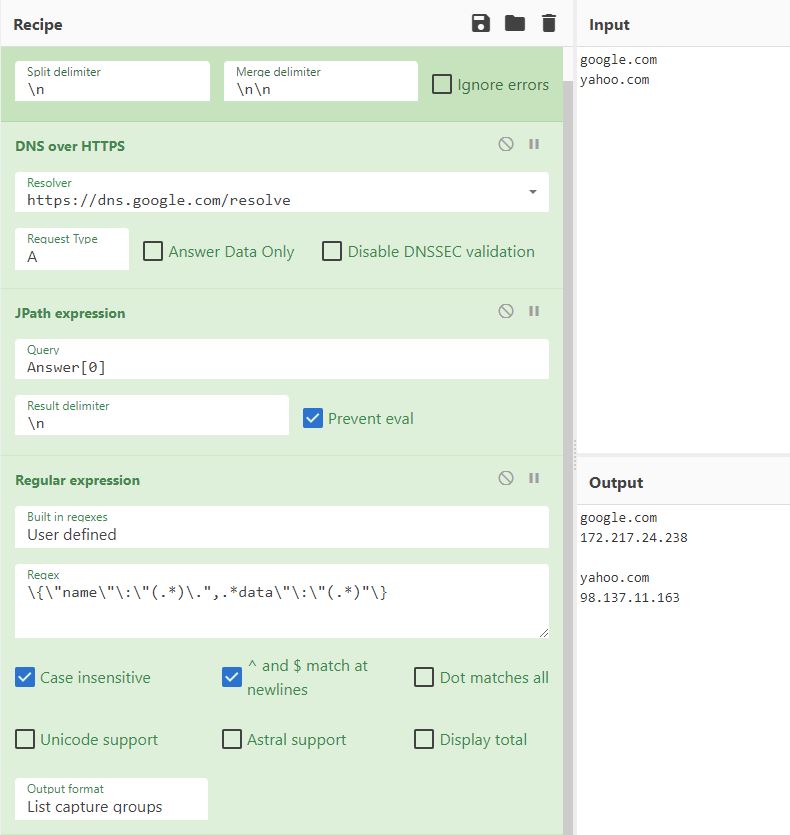 Recipe
Split delimiter
\n
Merge delimiter
\n\n
Ignore errors
DNS over HTTPS
Resolver
https://dns.google.com/resolve
Request Type
A
Answer Data Only
Disable DNSSEC validation
JPath expression
Query
Answer[0]
Result delimiter
\n
Prevent eval
Regular expression
Built in regexes
User defined
Regex
\{\"name\"\:\"(.*)\.",.*data\"\:\"(.*)"\}
Case insensitive
^ and $ match at
newlines
Dot matches all
Unicode support
Astral support
Display total
Output format
List capture groups
Input
google.com
yahoo.com
Output
google.com
172.217.24.238
yahoo.com
98.137.11.163